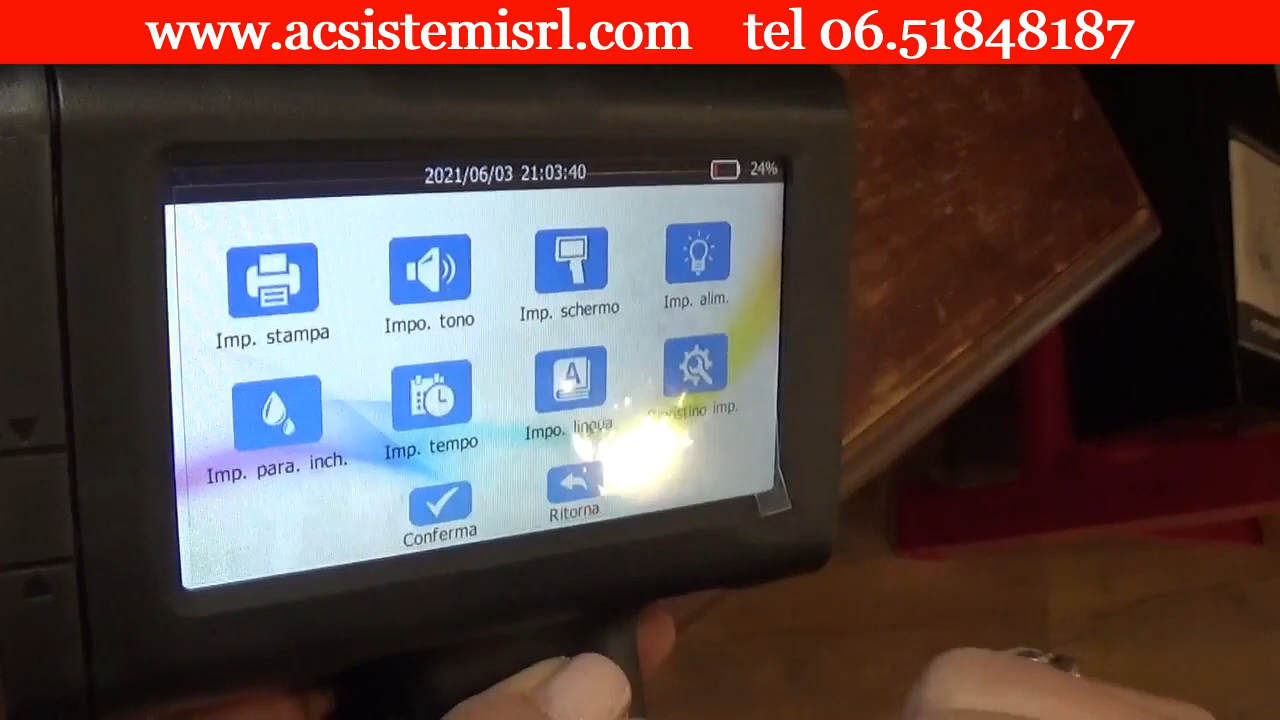 www.acsistemisrl.com tel 06.51848187
2021/06/03 21:03:40 24%
Imp. stampa Impo. tono Imp. schermo Imp. alim.
Imp. para. inch. Imp. tempo Impo. lingua Ripristino imp.
Conferma Ritorna